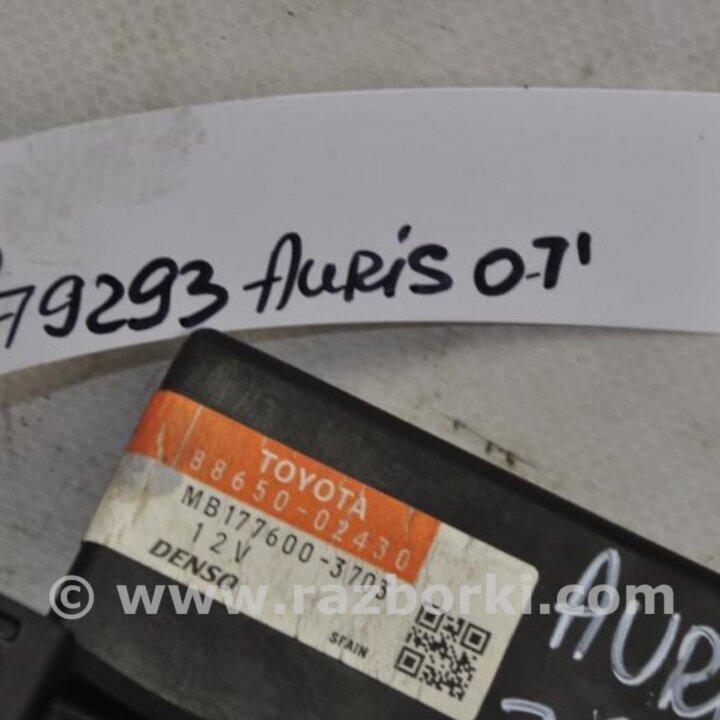 79293 AURiS 07'
TOYOTA
88650-02430
MB177600-3703
12V
DENSO
SPAIN
© www.razborki.com
AUR